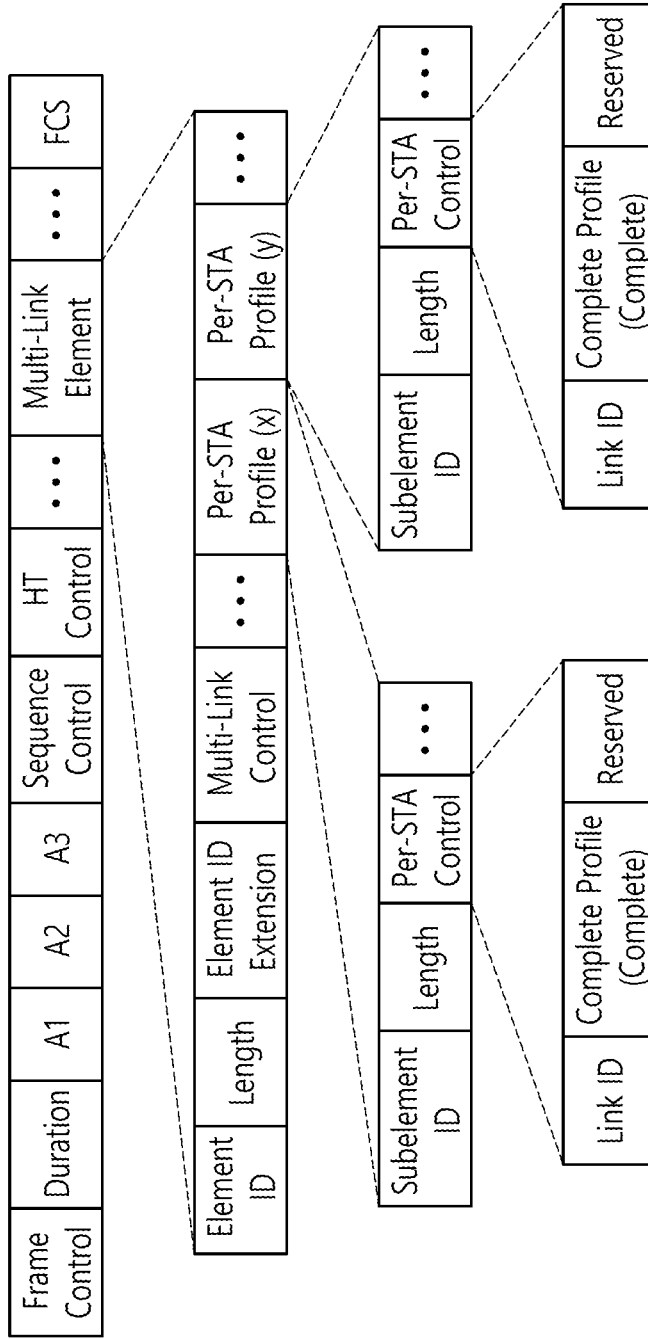 Frame
Control
Duration
A1
A2
A3
Sequence
Control
HT
Control
•••
Multi-Link
Element
•••
FCS
Element
ID
Length
Element ID
Extension
Multi-Link
Control
•••
Per-STA
Profile (x)
Per-STA
Profile (y)
•••
Subelement
ID
Length
Per-STA
Control
•••
Subelement
ID
Length
Per-STA
Control
•••
Link ID
Complete Profile
(Complete)
Reserved
Link ID
Complete Profile
(Complete)
Reserved